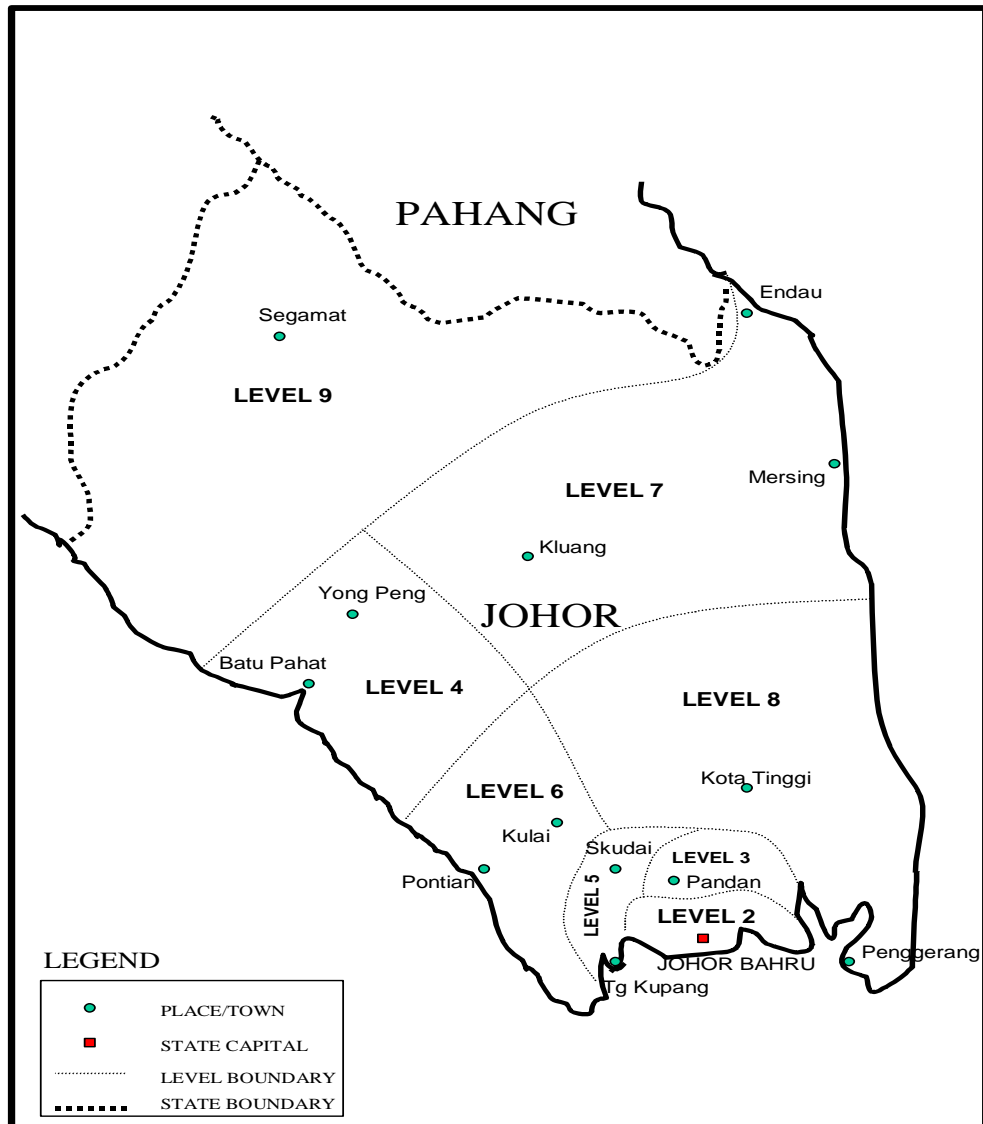 PAHANG
Endau
Segamat
LEVEL 9
Mersing
LEVEL 7
Kluang
Yong Peng
JOHOR
Batu Pahat
LEVEL 4
LEVEL 8
Kota Tinggi
LEVEL 6
Kulai
Skudai
LEVEL 3
Pontian
Pandan
LEVEL 5
LEVEL 2
Penggerang
JOHOR BAHRU
Tg Kupang
LEGEND
PLACE/TOWN
STATE CAPITAL
LEVEL BOUNDARY
STATE BOUNDARY